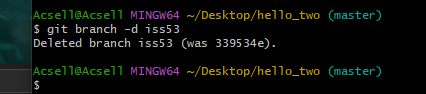 Acsell@Acsell MINGW64 ~/Desktop/hello_two (master)
$ git branch -d iss53
Deleted branch iss53 (was 339534e).
Acsell@Acsell MINGW64 ~/Desktop/hello_two (master)
$